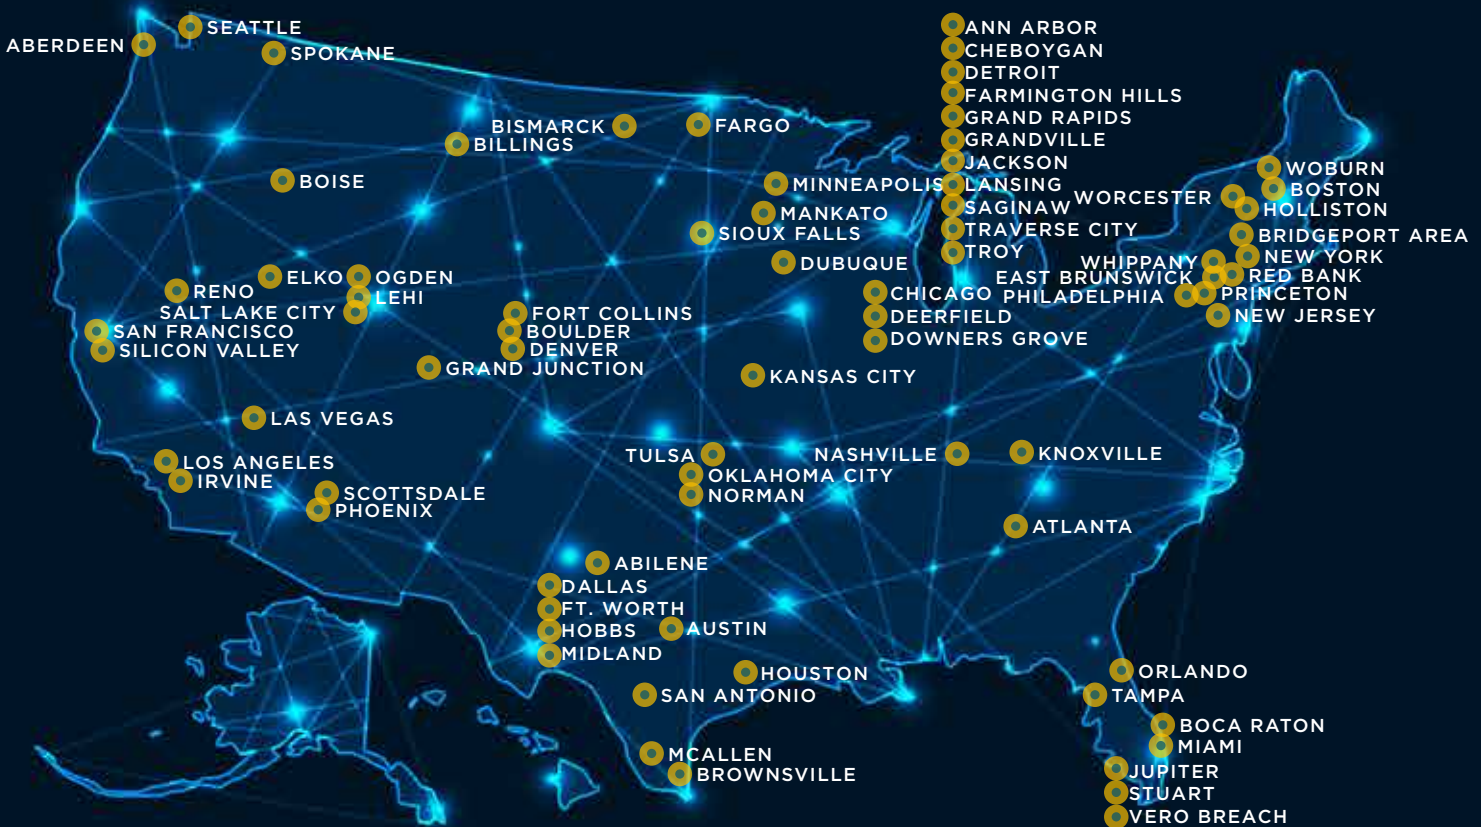 SEATTLE
ABERDEEN
SPOKANE
BISMARCK
FARGO
BILLINGS
BOISE
MINNEAPOLIS
MANKATO
SIOUX FALLS
DUBUQUE
ELKO
OGDEN
RENO
LEHI
SALT LAKE CITY
SAN FRANCISCO
SILICON VALLEY
FORT COLLINS
BOULDER
DENVER
GRAND JUNCTION
LAS VEGAS
LOS ANGELES
IRVINE
SCOTTSDALE
PHOENIX
ANN ARBOR
CHEBOYGAN
DETROIT
FARMINGTON HILLS
GRAND RAPIDS
GRANDVILLE
JACKSON
LANSING
SAGINAW
TRAVERSE CITY
TROY
CHICAGO
DEERFIELD
DOWNERS GROVE
KANSAS CITY
WOBURN
BOSTON
WORCESTER
HOLLISTON
BRIDGEPORT AREA
NEW YORK
WHIPPANY
RED BANK
EAST BRUNSWICK
PRINCETON
PHILADELPHIA
NEW JERSEY
TULSA
OKLAHOMA CITY
NORMAN
NASHVILLE
KNOXVILLE
ATLANTA
ABILENE
DALLAS
FT. WORTH
HOBBS
MIDLAND
AUSTIN
HOUSTON
SAN ANTONIO
MCALLEN
BROWNSVILLE
ORLANDO
TAMPA
BOCA RATON
MIAMI
JUPITER
STUART
VERO BREACH